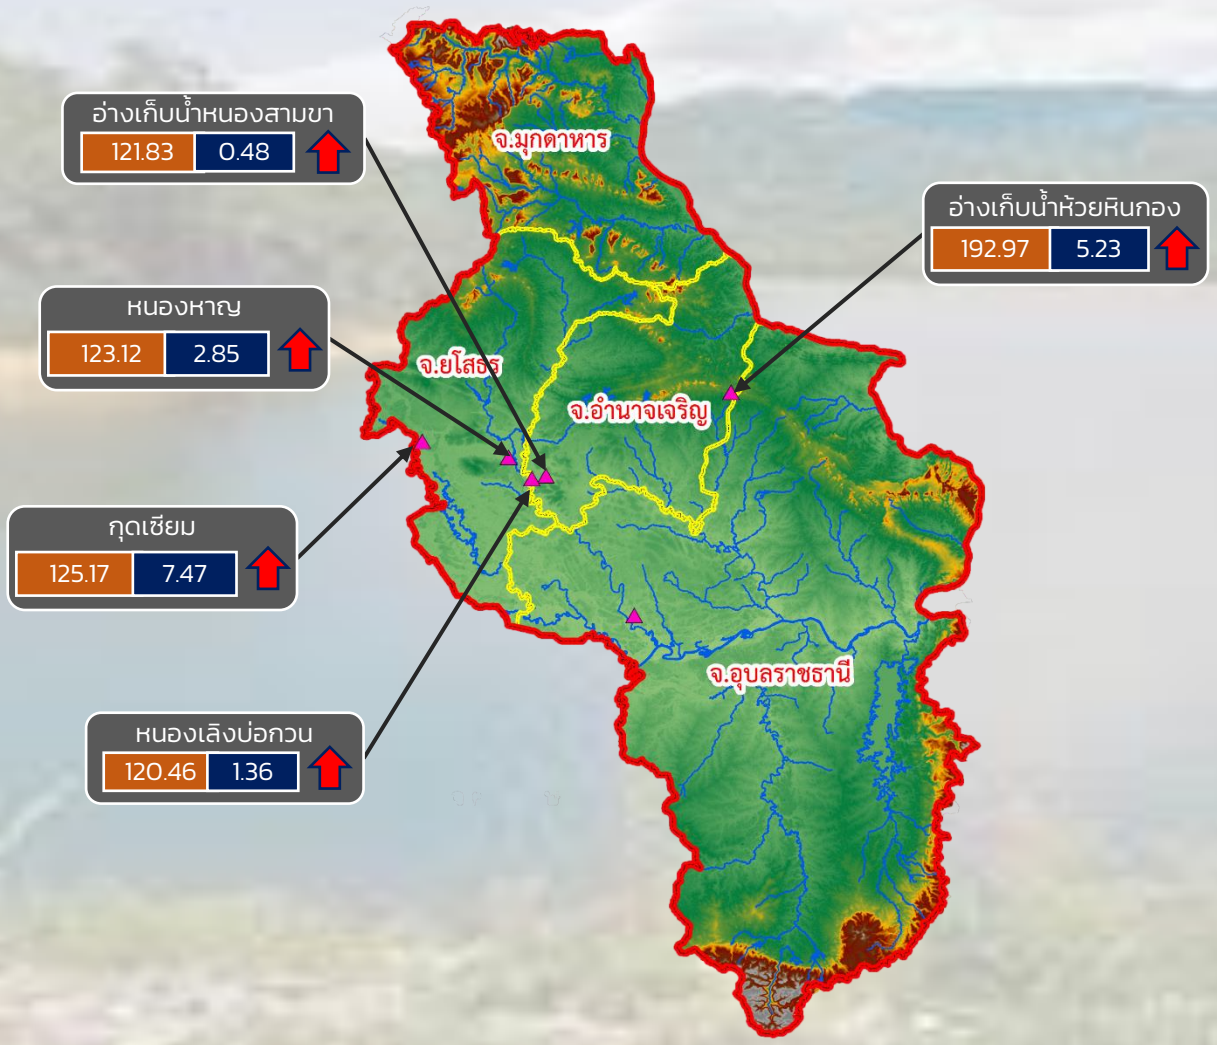 อ่างเก็บน้ำหนองสามขา
121.83 0.48
จ.มุกดาหาร
อ่างเก็บน้ำห้วยหินกอง
192.97 5.23
หนองหาญ
123.12 2.85
จ.ยโสธร
จ.อำนาจเจริญ
กุดเซียม
125.17 7.47
จ.อุบลราชธานี
หนองเลิงบ่อกวน
120.46 1.36